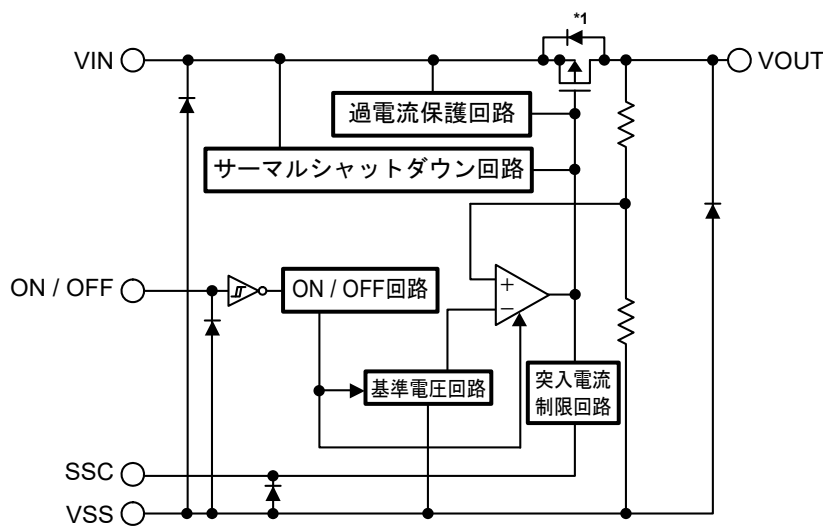 *1
VIN
VOUT
過電流保護回路
サーマルシャットダウン回路
ON / OFF
ON / OFF回路
+
−
基準電圧回路
突入電流
制限回路
SSC
VSS